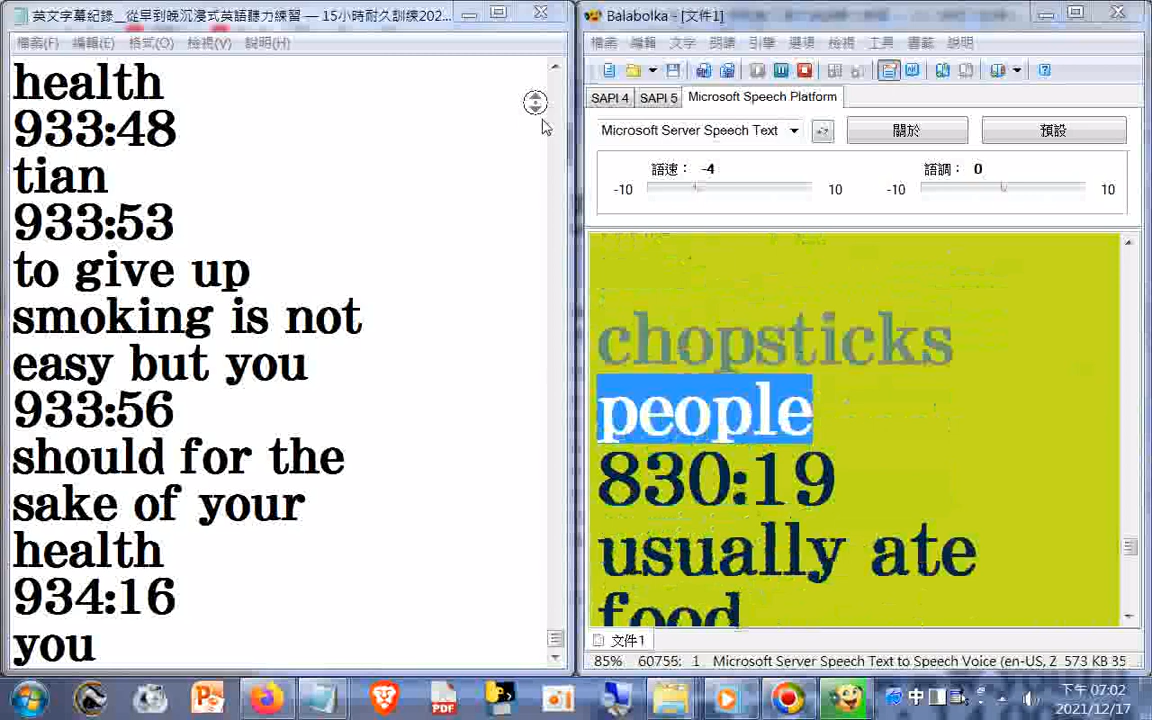 英文字幕紀錄__從早到晚沉浸式英語聽力練習 — 15小時耐久訓練202...
檔案(F) 編輯(E) 格式(O) 檢視(V) 說明(H)
health
933:48
tian
933:53
to give up
smoking is not
easy but you
933:56
should for the
sake of your
health
934:16
you
Balabolka - [文件1]
檔案 編輯 文字 朗讀 引擎 選項 檢視 工具 書籤 說明
SAPI 4 SAPI 5 Microsoft Speech Platform
Microsoft Server Speech Text 關於 預設
語速： -4 語調： 0
-10 10 -10 10
chopsticks
people
830:19
usually ate
food
文件1
85% 60755: 1 Microsoft Server Speech Text to Speech Voice (en-US, 2 573 KB 35
PDF
中
下午 07:02
2021/12/17